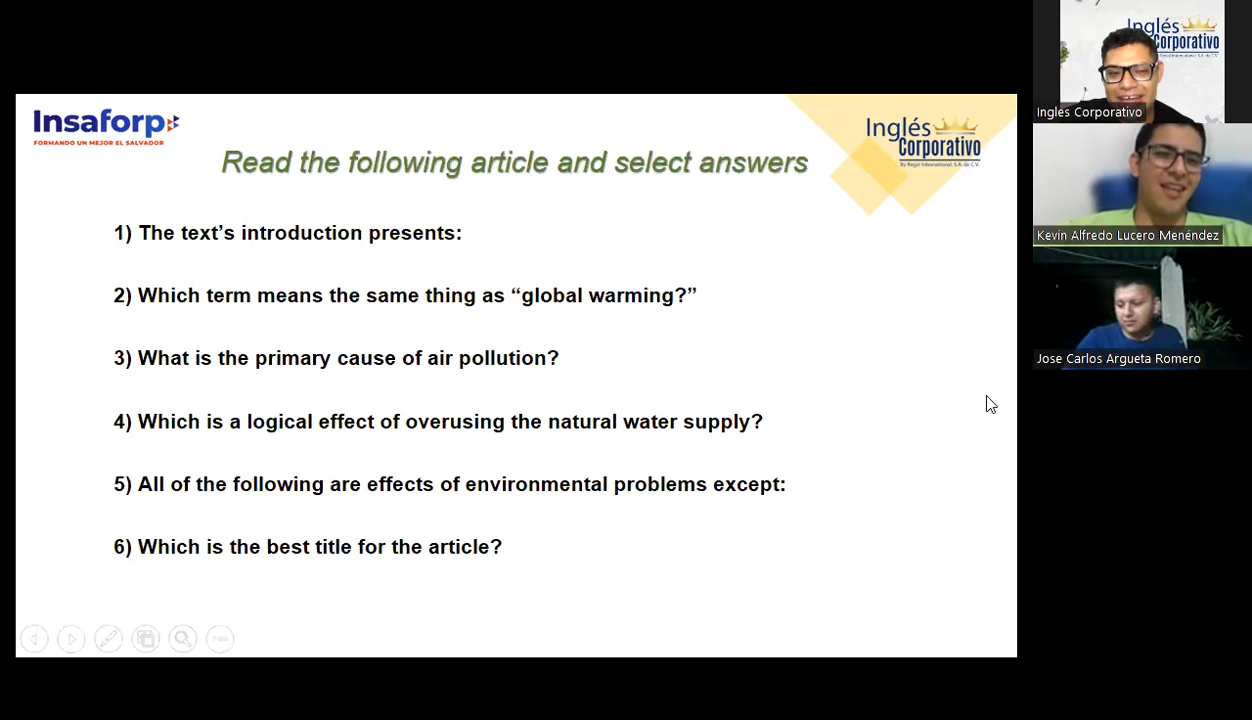 Insaforp
FORMANDO UN MEJOR EL SALVADOR
Inglés
Corporativo
By Regal International, S.A. de C.V.
Read the following article and select answers
1) The text’s introduction presents:
2) Which term means the same thing as “global warming?”
3) What is the primary cause of air pollution?
4) Which is a logical effect of overusing the natural water supply?
5) All of the following are effects of environmental problems except:
6) Which is the best title for the article?
Inglés
Corporativo
Ingles Corporativo
Kevin Alfredo Lucero Menéndez
Jose Carlos Argueta Romero